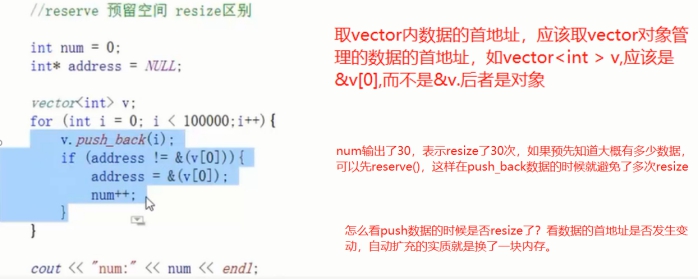 //reserve 预留空间 resize区别
int num = 0;
int* address = NULL;
vector<int> v;
for (int i = 0; i < 100000;i++){
v.push_back(i);
if (address != &(v[0])){
address = &(v[0]);
num++;
}
}
cout << "num:" << num << endl;
取vector内数据的首地址，应该取vector对象管理的数据的首地址，如vector<int > v,应该是&v[0],而不是&v.后者是对象
num输出了30，表示resize了30次，如果预先知道大概有多少数据，可以先reserve()，这样在push_back数据的时候就避免了多次resize
怎么看push数据的时候是否resize了？看数据的首地址是否发生变动，自动扩充的实质就是换了一块内存。